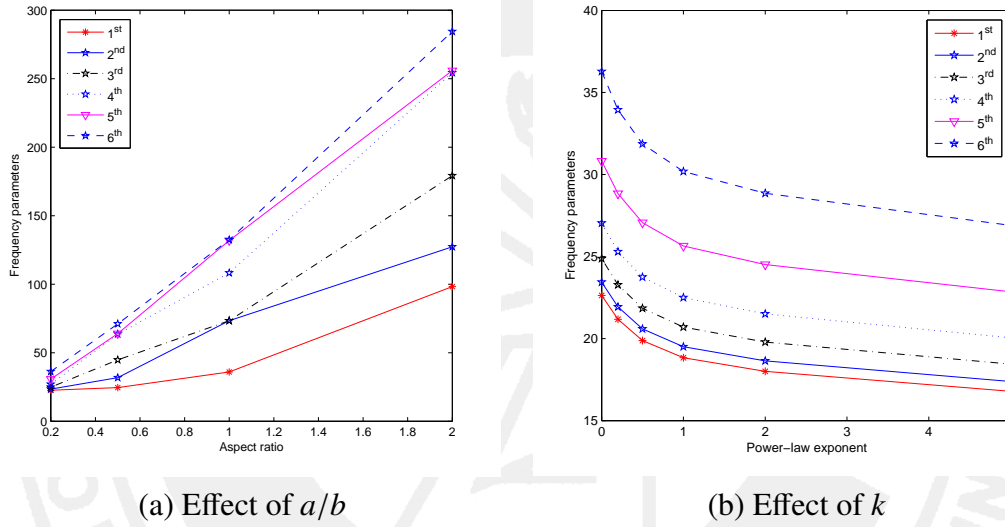 300
250
200
150
100
50
0
0.2 0.4 0.6 0.8 1 1.2 1.4 1.6 1.8 2
Frequency parameters
Aspect ratio
1st
2nd
3rd
4th
5th
6th
(a) Effect of a/b
40
35
30
25
20
15
0 1 2 3 4
Frequency parameters
Power−law exponent
1st
2nd
3rd
4th
5th
6th
(b) Effect of k